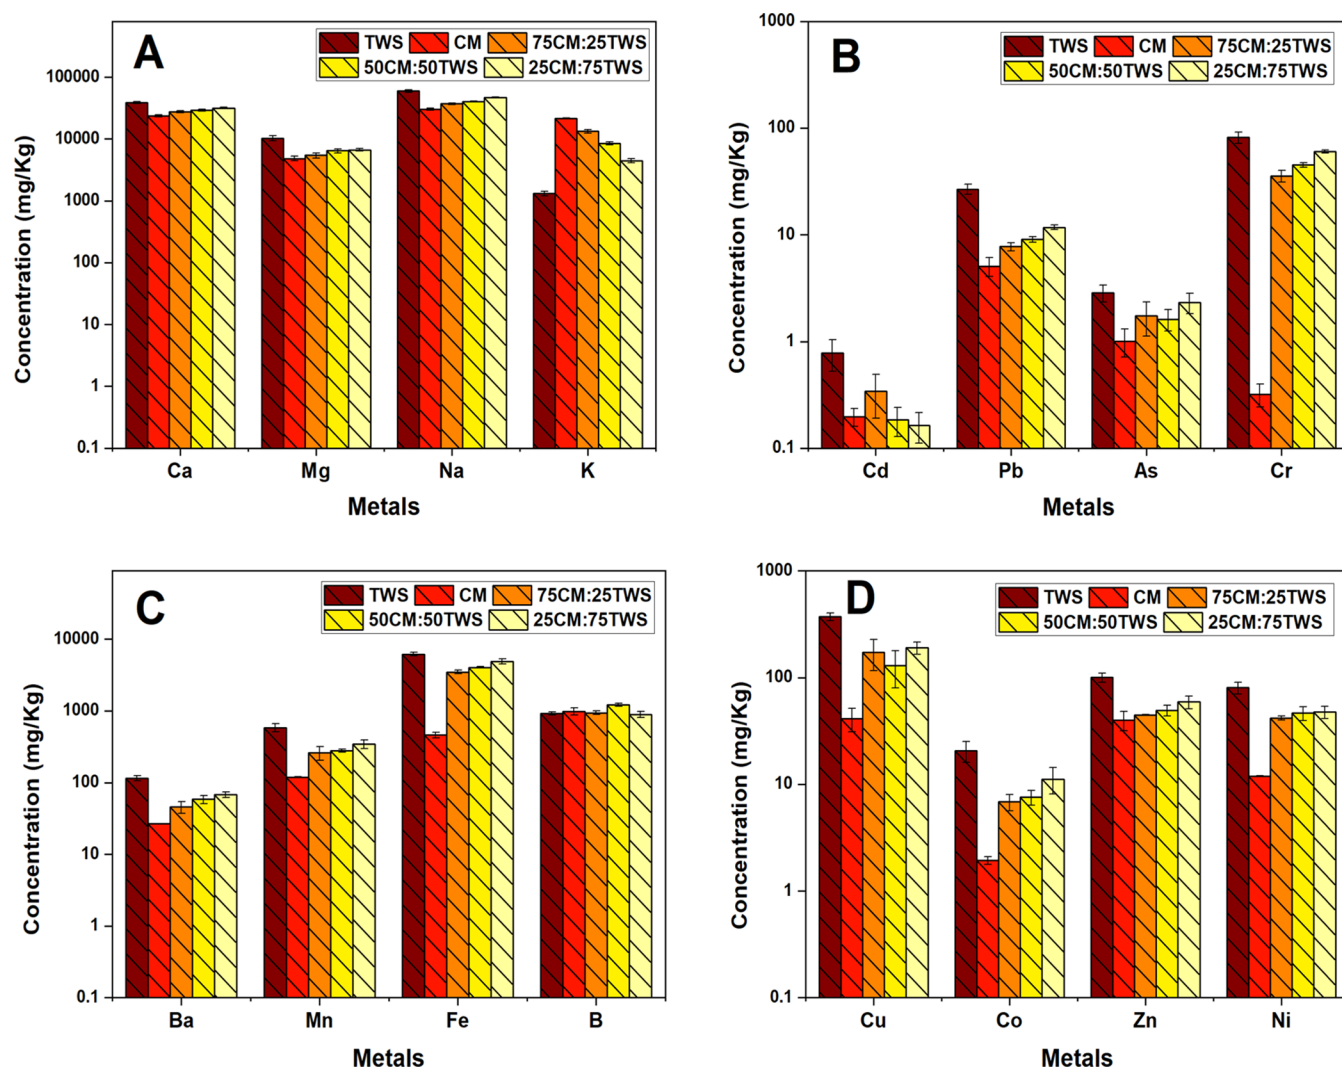 A
TWS CM 75CM:25TWS
50CM:50TWS 25CM:75TWS
Concentration (mg/Kg)
100000
10000
1000
100
10
1
0.1
Ca Mg Na K
Metals
B
TWS CM 75CM:25TWS
50CM:50TWS 25CM:75TWS
Concentration (mg/Kg)
1000
100
10
1
0.1
Cd Pb As Cr
Metals
C
TWS CM 75CM:25TWS
50CM:50TWS 25CM:75TWS
Concentration (mg/Kg)
10000
1000
100
10
1
0.1
Ba Mn Fe B
Metals
D
TWS CM 75CM:25TWS
50CM:50TWS 25CM:75TWS
Concentration (mg/Kg)
1000
100
10
1
0.1
Cu Co Zn Ni
Metals